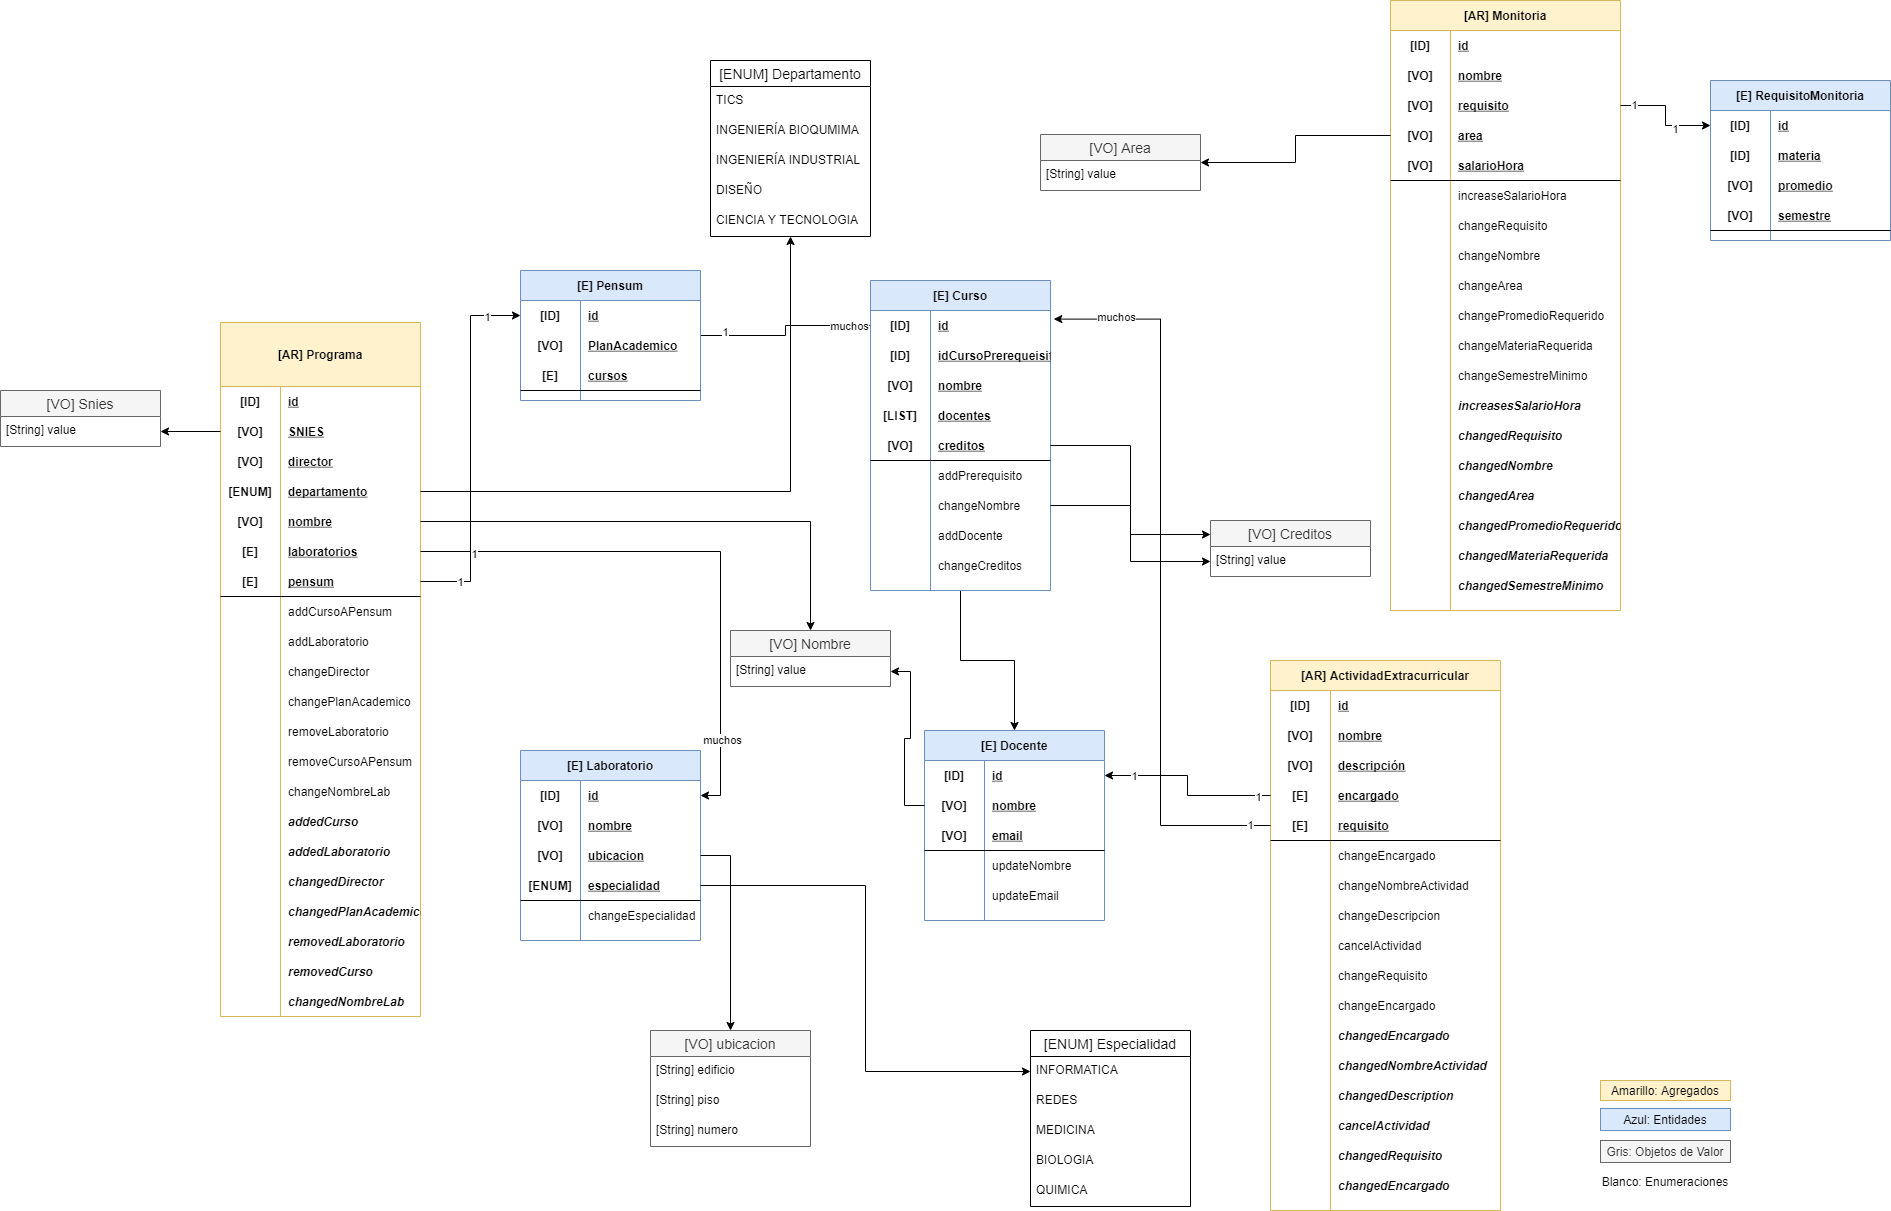 [AR] Monitoria
[ID] id
[VO] nombre
[VO] requisito
[VO] area
[VO] salarioHora
increaseSalarioHora
changeRequisito
changeNombre
changeArea
changePromedioRequerido
changeMateriaRequerida
changeSemestreMinimo
increasesSalarioHora
changedRequisito
changedNombre
changedArea
changedPromedioRequerido
changedMateriaRequerida
changedSemestreMinimo
1
1
[E] RequisitoMonitoria
[ID] id
[ID] materia
[VO] promedio
[VO] semestre
[VO] Area
[String] value
[ENUM] Departamento
TICS
INGENIERÍA BIOQUMIMA
INGENIERÍA INDUSTRIAL
DISEÑO
CIENCIA Y TECNOLOGIA
[E] Pensum
[ID] id
[VO] PlanAcademico
[E] cursos
1
1
muchos
[E] Curso
[ID] id
[ID] idCursoPrerequeisit
[VO] nombre
[LIST] docentes
[VO] creditos
addPrerequisito
changeNombre
addDocente
changeCreditos
muchos
[AR] Programa
[ID] id
[VO] SNIES
[VO] director
[ENUM] departamento
[VO] nombre
[E] laboratorios
[E] pensum
addCursoAPensum
addLaboratorio
changeDirector
changePlanAcademico
removeLaboratorio
removeCursoAPensum
changeNombreLab
addedCurso
addedLaboratorio
changedDirector
changedPlanAcademic
removedLaboratorio
removedCurso
changedNombreLab
1
1
[VO] Snies
[String] value
[VO] Creditos
[String] value
[VO] Nombre
[String] value
muchos
[E] Laboratorio
[ID] id
[VO] nombre
[VO] ubicacion
[ENUM] especialidad
changeEspecialidad
[E] Docente
[ID] id
[VO] nombre
[VO] email
updateNombre
updateEmail
1
1
1
[AR] ActividadExtracurricular
[ID] id
[VO] nombre
[VO] descripción
[E] encargado
[E] requisito
changeEncargado
changeNombreActividad
changeDescripcion
cancelActividad
changeRequisito
changeEncargado
changedEncargado
changedNombreActividad
changedDescription
cancelActividad
changedRequisito
changedEncargado
[VO] ubicacion
[String] edificio
[String] piso
[String] numero
[ENUM] Especialidad
INFORMATICA
REDES
MEDICINA
BIOLOGIA
QUIMICA
Amarillo: Agregados
Azul: Entidades
Gris: Objetos de Valor
Blanco: Enumeraciones